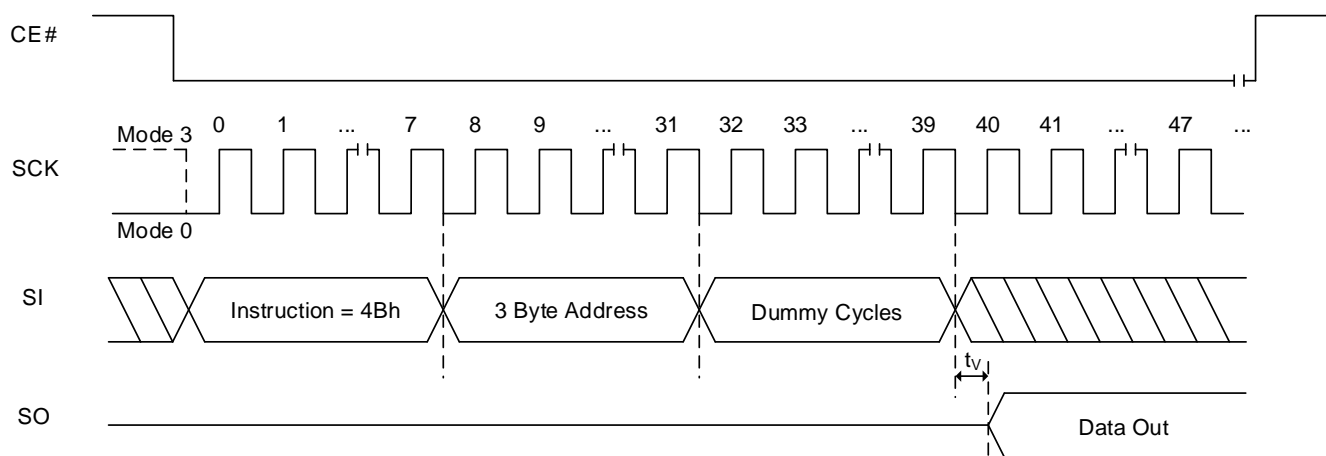 CE#
0 1 ... 7 8 9 ... 31 32 33 ... 39 40 41 ... 47 ...
Mode 3
SCK
Mode 0
SI
Instruction = 4Bh
3 Byte Address
Dummy Cycles
tV
SO
Data Out